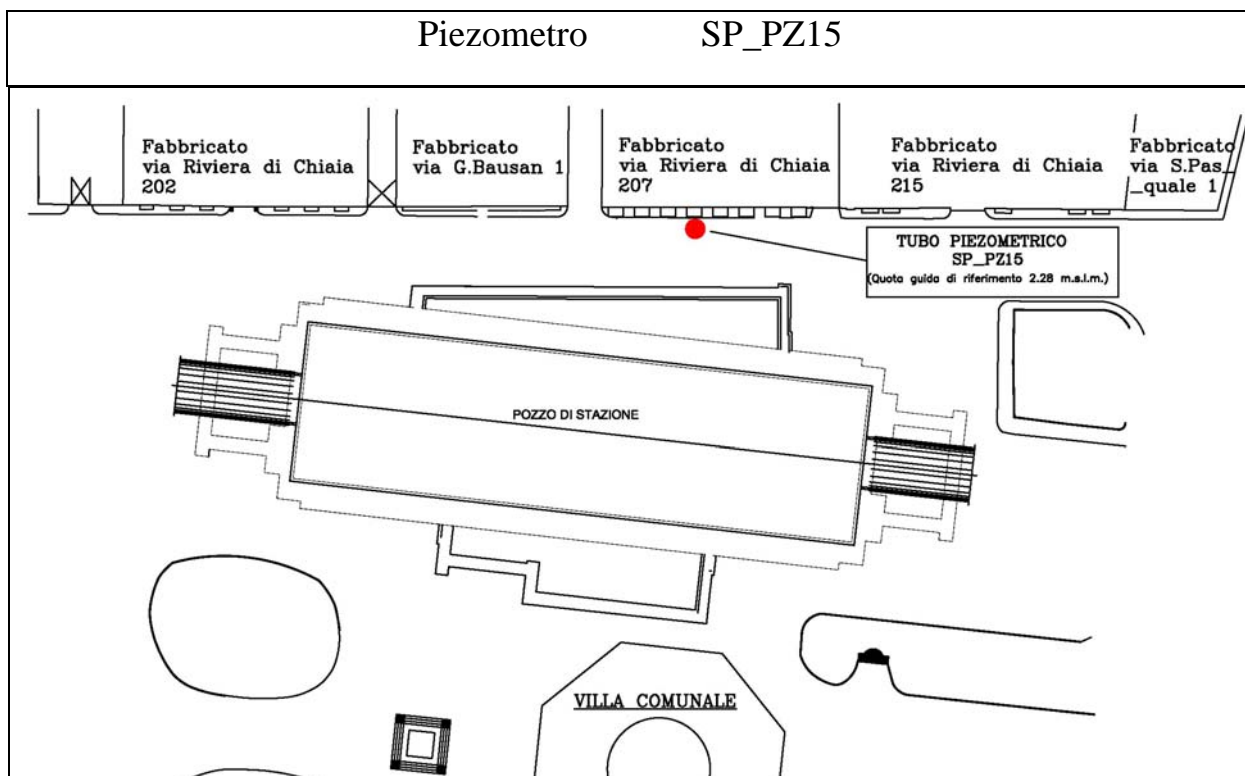 Piezometro SP_PZ15
Fabbricato
via Riviera di Chiaia
202
Fabbricato
via G.Bausan 1
Fabbricato
via Riviera di Chiaia
207
Fabbricato
via Riviera di Chiaia
215
Fabbricato
via S.Pas_
_quale 1
TUBO PIEZOMETRICO
SP_PZ15
(Quota guida di riferimento 2.28 m.s.l.m.)
POZZO DI STAZIONE
VILLA COMUNALE